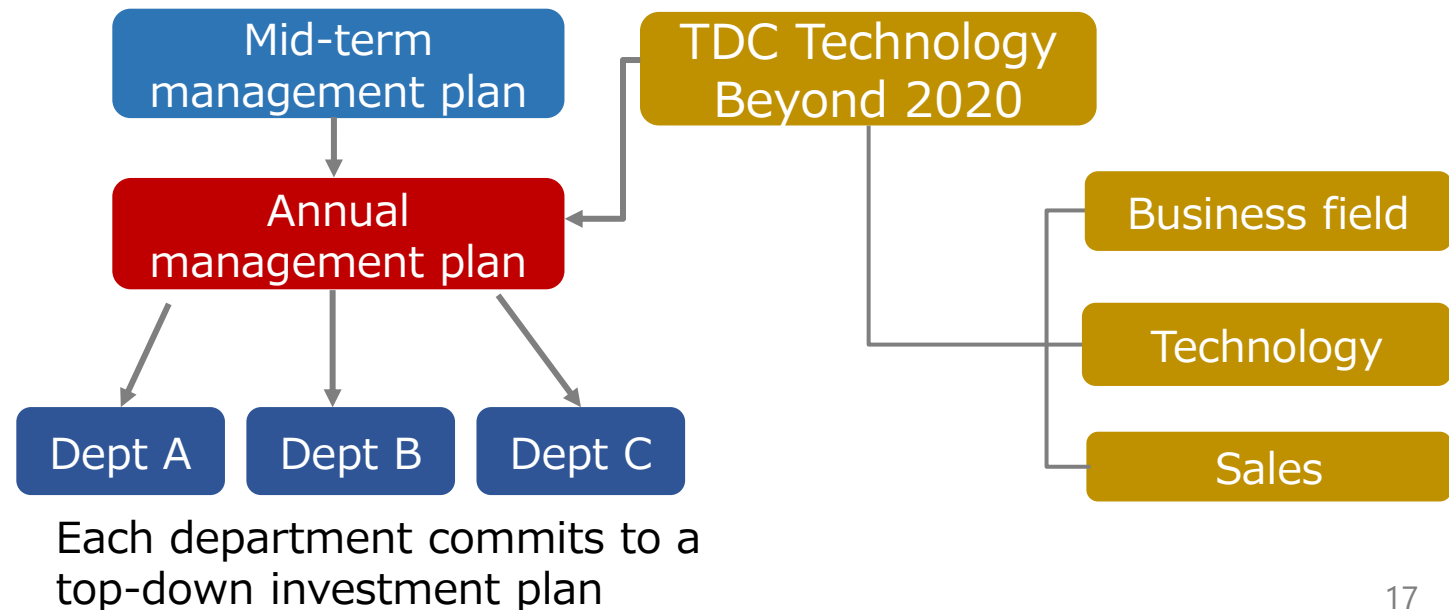 Mid-term
management plan
TDC Technology
Beyond 2020
Annual
management plan
Business field
Technology
Sales
Dept A
Dept B
Dept C
Each department commits to a
top-down investment plan
17